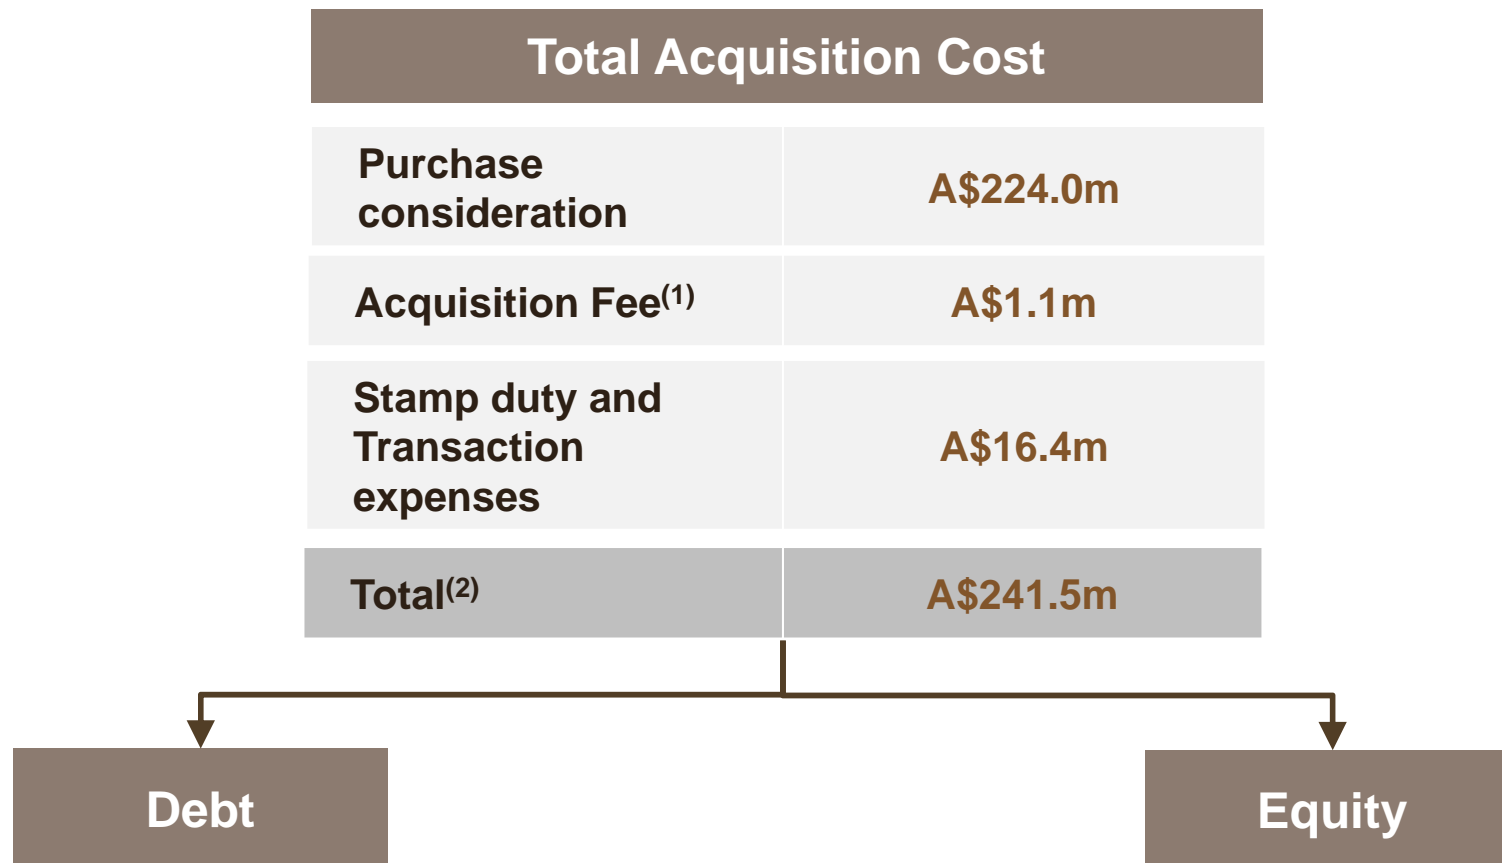 Total Acquisition Cost
Purchase
consideration
A$224.0m
Acquisition Fee(1)
A$1.1m
Stamp duty and
Transaction
expenses
A$16.4m
Total(2)
A$241.5m
Debt
Equity